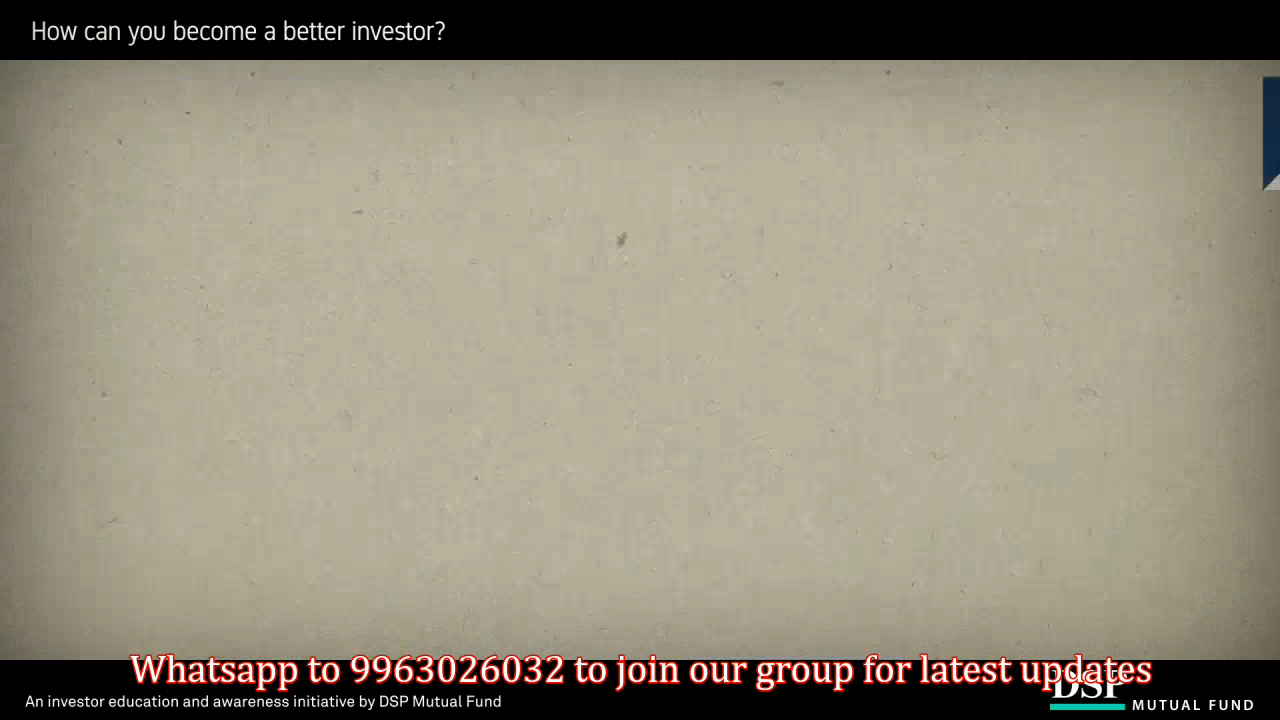 How can you become a better investor?
Whatsapp to 9963026032 to join our group for latest updates
An investor education and awareness initiative by DSP Mutual Fund
DSP
MUTUAL FUND